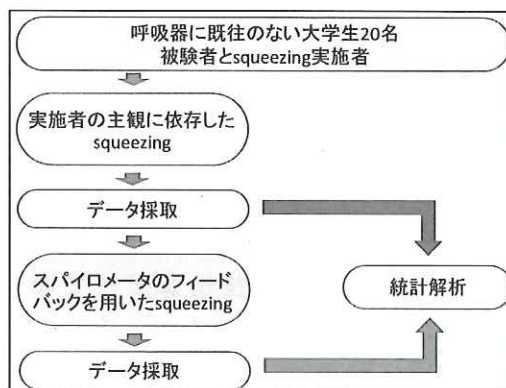 呼吸器に既往のない大学生20名
被験者とsqueezing実施者
実施者の主観に依存した
squeezing
データ採取
スパイロメータのフィード
バックを用いたsqueezing
統計解析
データ採取